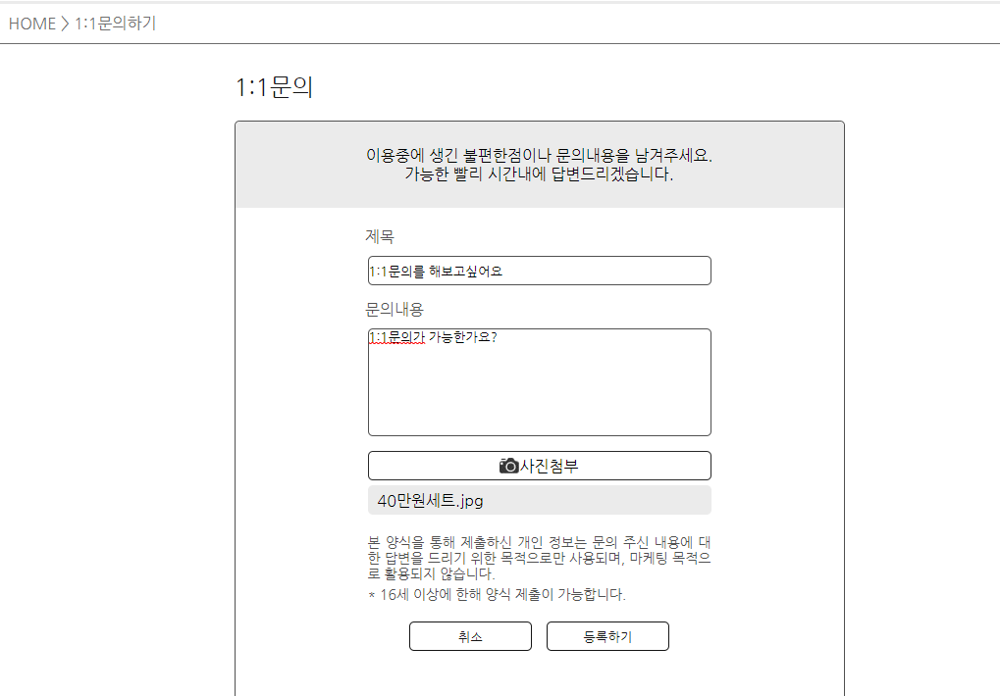 HOME > 1:1문의하기
1:1문의
이용중에 생긴 불편한점이나 문의내용을 남겨주세요.
가능한 빨리 시간내에 답변드리겠습니다.
제목
1:1문의를 해보고싶어요
문의내용
1:1문의가 가능한가요?
사진첨부
40만원세트.jpg
본 양식을 통해 제출하신 개인 정보는 문의 주신 내용에 대
한 답변을 드리기 위한 목적으로만 사용되며, 마케팅 목적으
로 활용되지 않습니다.
* 16세 이상에 한해 양식 제출이 가능합니다.
취소 등록하기